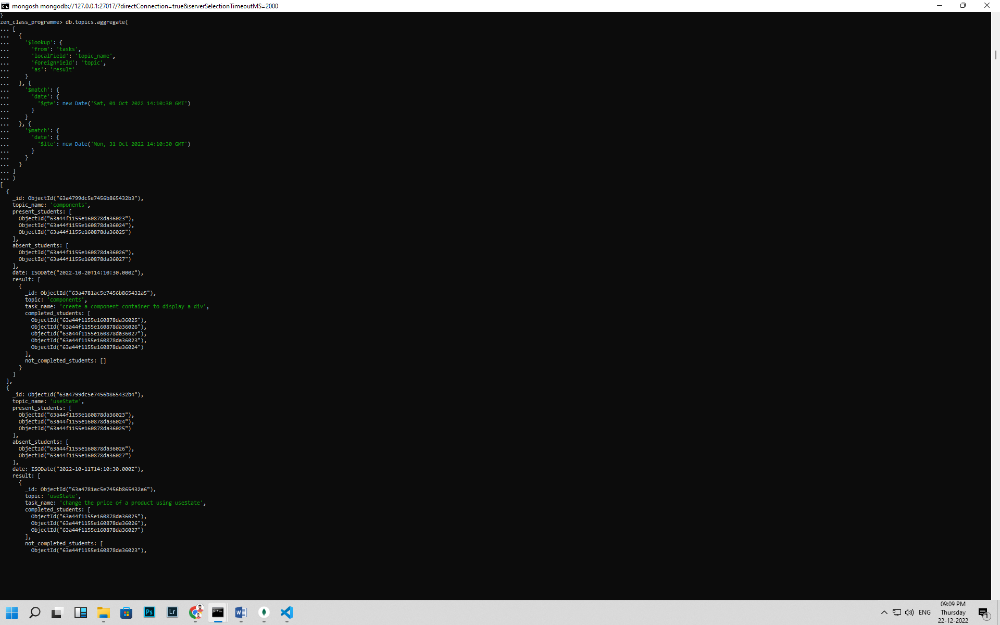 mongosh mongodb://127.0.0.1:27017/?directConnection=true&serverSelectionTimeoutMS=2000
}
zen_class_programme> db.topics.aggregate(
... [
...   {
...     '$lookup': {
...       'from': 'tasks',
...       'localField': 'topic_name',
...       'foreignField': 'topic',
...       'as': 'result'
...     }
...   }, {
...     '$match': {
...       'date': {
...         '$gte': new Date('Sat, 01 Oct 2022 14:10:30 GMT')
...       }
...     }
...   }, {
...     '$match': {
...       'date': {
...         '$lte': new Date('Mon, 31 Oct 2022 14:10:30 GMT')
...       }
...     }
...   }
... ]
... )
[
  {
    _id: ObjectId("63a4799dc5e7456b865432b3"),
    topic_name: 'components',
    present_students: [
      ObjectId("63a44f1155e160878da36023"),
      ObjectId("63a44f1155e160878da36024"),
      ObjectId("63a44f1155e160878da36025")
    ],
    absent_students: [
      ObjectId("63a44f1155e160878da36026"),
      ObjectId("63a44f1155e160878da36027")
    ],
    date: ISODate("2022-10-20T14:10:30.000Z"),
    result: [
      {
        _id: ObjectId("63a4781ac5e7456b865432a5"),
        topic: 'components',
        task_name: 'create a component container to display a div',
        completed_students: [
          ObjectId("63a44f1155e160878da36025"),
          ObjectId("63a44f1155e160878da36026"),
          ObjectId("63a44f1155e160878da36027"),
          ObjectId("63a44f1155e160878da36023"),
          ObjectId("63a44f1155e160878da36024")
        ],
        not_completed_students: []
      }
    ]
  },
  {
    _id: ObjectId("63a4799dc5e7456b865432b4"),
    topic_name: 'useState',
    present_students: [
      ObjectId("63a44f1155e160878da36023"),
      ObjectId("63a44f1155e160878da36024"),
      ObjectId("63a44f1155e160878da36025")
    ],
    absent_students: [
      ObjectId("63a44f1155e160878da36026"),
      ObjectId("63a44f1155e160878da36027")
    ],
    date: ISODate("2022-10-11T14:10:30.000Z"),
    result: [
      {
        _id: ObjectId("63a4781ac5e7456b865432a6"),
        topic: 'useState',
        task_name: 'change the price of a product using useState',
        completed_students: [
          ObjectId("63a44f1155e160878da36025"),
          ObjectId("63a44f1155e160878da36026"),
          ObjectId("63a44f1155e160878da36027")
        ],
        not_completed_students: [
          ObjectId("63a44f1155e160878da36023"),
Ps
Lr
ENG
09:09 PM
Thursday
22-12-2022
1